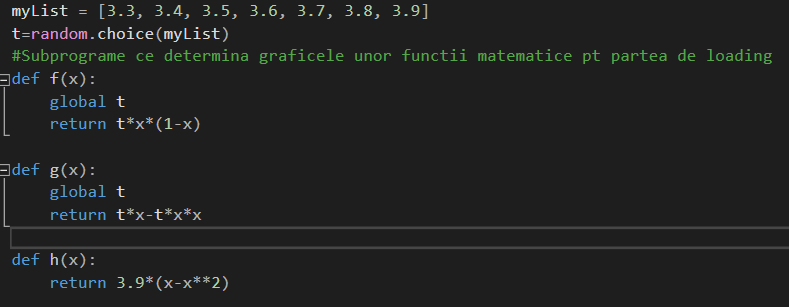 myList = [3.3, 3.4, 3.5, 3.6, 3.7, 3.8, 3.9]
t=random.choice(myList)
#Subprograme ce determina graficele unor functii matematice pt partea de loading
def f(x):
    global t
    return t*x*(1-x)
def g(x):
    global t
    return t*x-t*x*x
def h(x):
    return 3.9*(x-x**2)